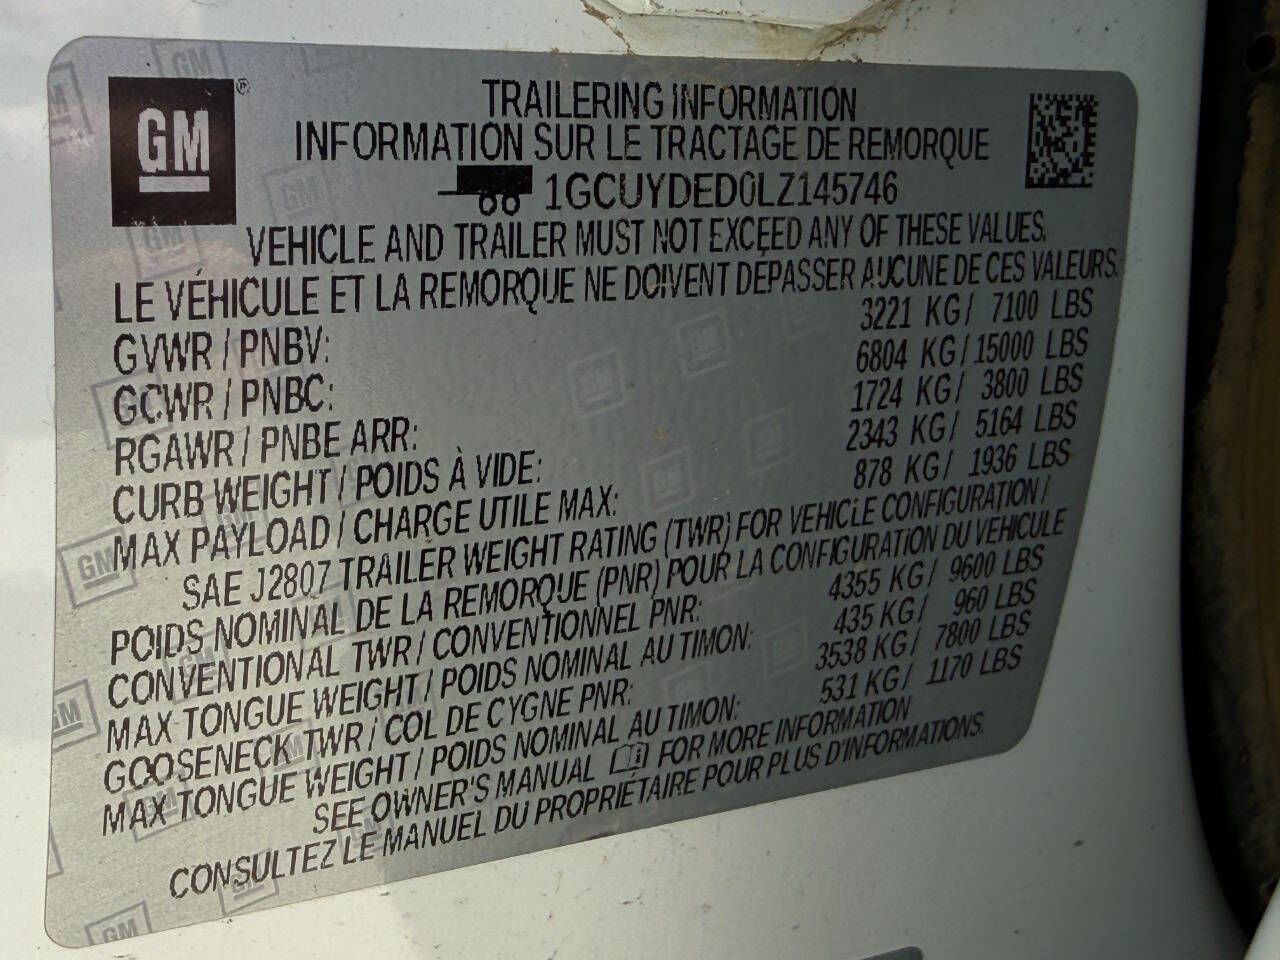 GM
TRAILERING INFORMATION
INFORMATION SUR LE TRACTAGE DE REMORQUE
1GCUYDED0LZ145746
VEHICLE AND TRAILER MUST NOT EXCEED ANY OF THESE VALUES.
LE VÉHICULE ET LA REMORQUE NE DOIVENT DÉPASSER AUCUNE DE CES VALEURS.
GVWR / PNBV: 3221 KG/ 7100 LBS
GCWR / PNBC: 6804 KG/ 15000 LBS
RGAWR / PNBE ARR: 1724 KG/ 3800 LBS
CURB WEIGHT / POIDS À VIDE: 2343 KG/ 5164 LBS
MAX PAYLOAD / CHARGE UTILE MAX: 878 KG/ 1936 LBS
SAE J2807 TRAILER WEIGHT RATING (TWR) FOR VEHICLE CONFIGURATION /
POIDS NOMINAL DE LA REMORQUE (PNR) POUR LA CONFIGURATION DU VÉHICULE
CONVENTIONAL TWR / CONVENTIONNEL PNR: 4355 KG/ 9600 LBS
MAX TONGUE WEIGHT / POIDS NOMINAL AU TIMON: 435 KG/ 960 LBS
GOOSENECK TWR / COL DE CYGNE PNR: 3538 KG/ 7800 LBS
MAX TONGUE WEIGHT / POIDS NOMINAL AU TIMON: 531 KG/ 1170 LBS
SEE OWNER'S MANUAL FOR MORE INFORMATION
CONSULTEZ LE MANUEL DU PROPRIÉTAIRE POUR PLUS D'INFORMATIONS.